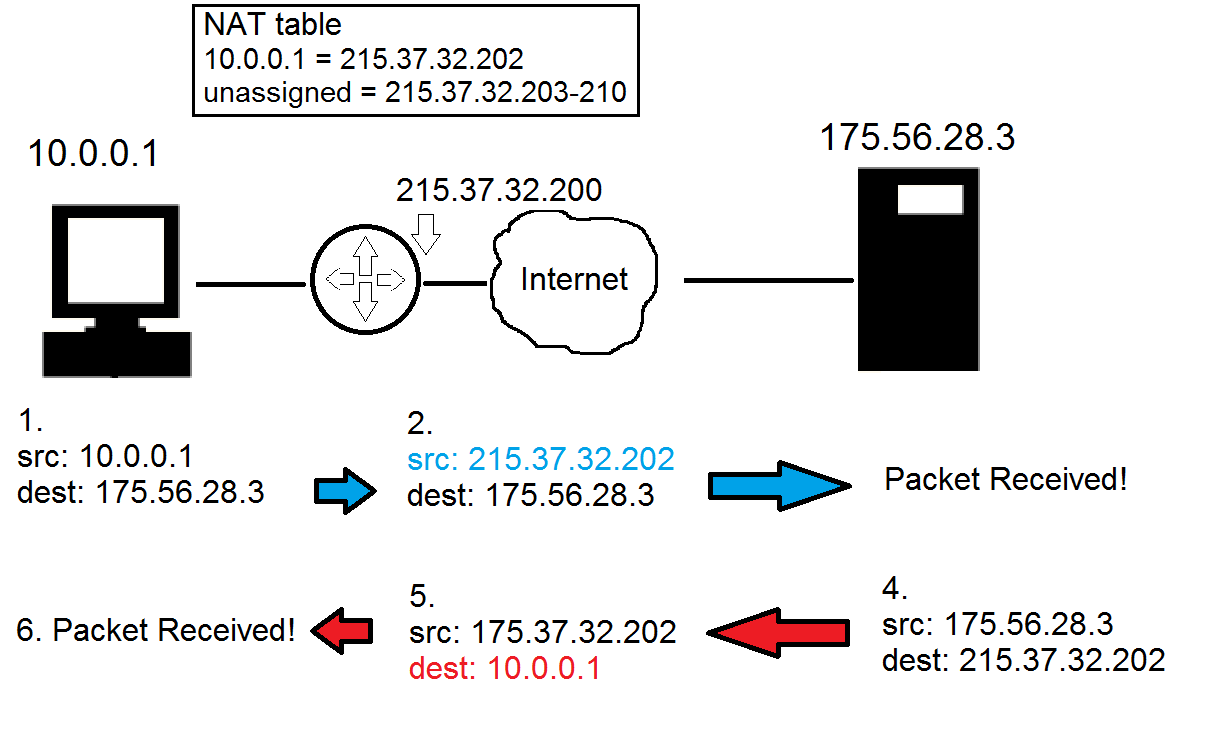 NAT table
10.0.0.1 = 215.37.32.202
unassigned = 215.37.32.203-210
10.0.0.1
175.56.28.3
215.37.32.200
Internet
1.
src: 10.0.0.1
dest: 175.56.28.3
2.
src: 215.37.32.202
dest: 175.56.28.3
Packet Received!
6. Packet Received!
5.
src: 175.37.32.202
dest: 10.0.0.1
4.
src: 175.56.28.3
dest: 215.37.32.202